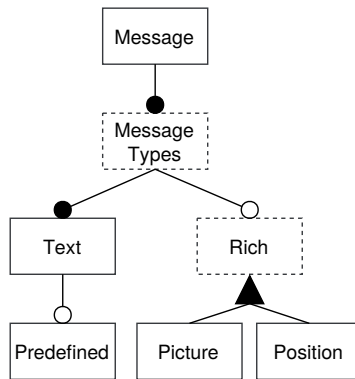 Message
Message
Types
Text
Rich
Predefined
Picture
Position